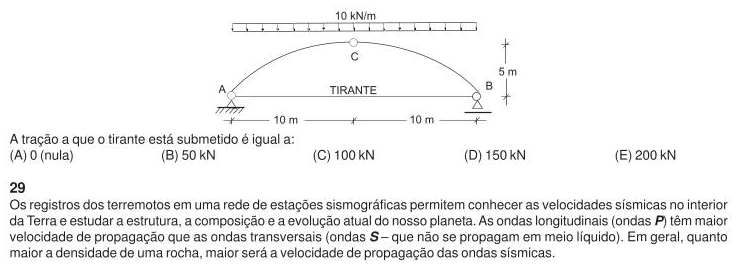 10 kN/m
C
5 m
A
TIRANTE
B
10 m
10 m
A tração a que o tirante está submetido é igual a:
(A) 0 (nula) (B) 50 kN (C) 100 kN (D) 150 kN (E) 200 kN
29
Os registros dos terremotos em uma rede de estações sismográficas permitem conhecer as velocidades sísmicas no interior
da Terra e estudar a estrutura, a composição e a evolução atual do nosso planeta. As ondas longitudinais (ondas P) têm maior
velocidade de propagação que as ondas transversais (ondas S – que não se propagam em meio líquido). Em geral, quanto
maior a densidade de uma rocha, maior será a velocidade de propagação das ondas sísmicas.